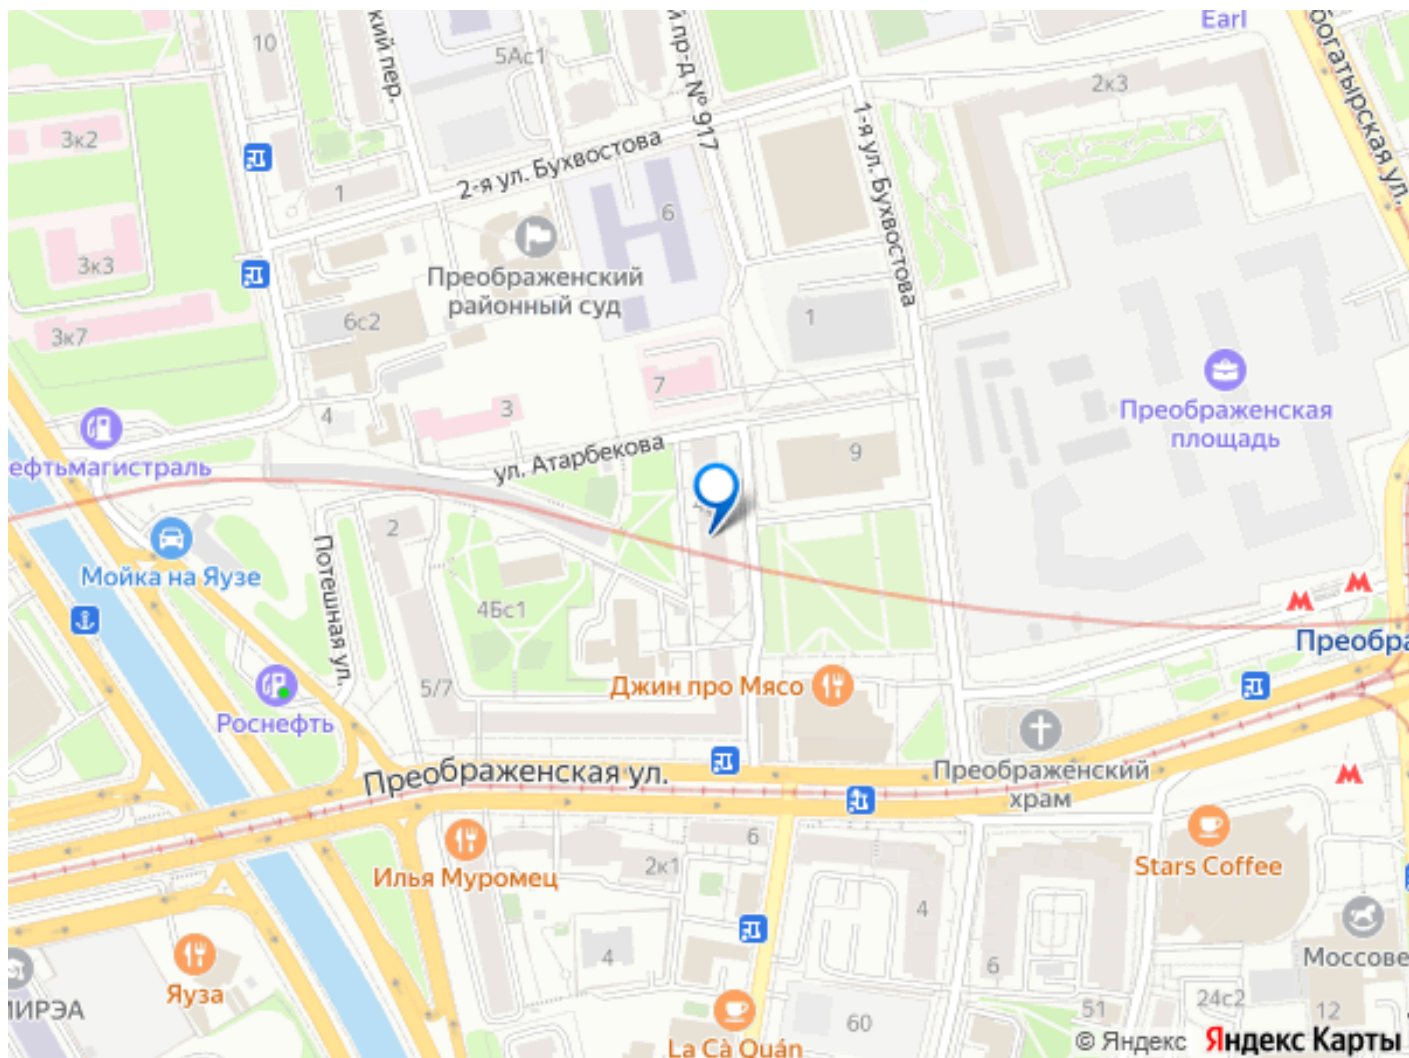 Earl
богатырская ул.
10
кий пер.
5Ас1
й пр-д № 917
2к3
1-я ул. Бухвостова
3к2
2-я ул. Бухвостова
1
6
Преображенский
районный суд
3к3
6с2
3к7
1
7
Преображенская
площадь
4
3
ул. Атарбекова
9
ефтьмагистраль
2
Потешная ул.
Мойка на Яузе
4Бс1
Преобра
5/7
Джин про Мясо
Роснефть
Преображенская ул.
Преображенский
храм
6
2к1
Илья Муромец
Stars Coffee
4
4
6
Моссове
Яуза
МИРЭА
24с2
51
12
60
La Cà Quán
© Яндекс Яндекс Карты